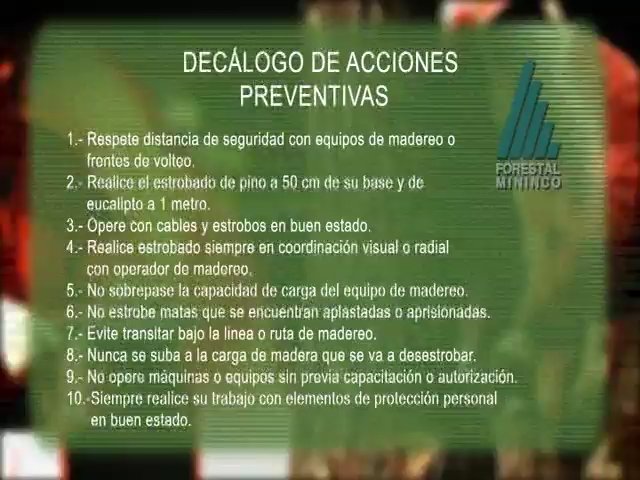 DECÁLOGO DE ACCIONES
PREVENTIVAS
FORESTAL
MININCO
1.- Respete distancia de seguridad con equipos de madereo o
frentes de volteo.
2.- Realice el estrobado de pino a 50 cm de su base y de
eucalipto a 1 metro.
3.- Opere con cables y estrobos en buen estado.
4.- Realice estrobado siempre en coordinación visual o radial
con operador de madereo.
5.- No sobrepase la capacidad de carga del equipo de madereo.
6.- No estrobe matas que se encuentran aplastadas o aprisionadas.
7.- Evite transitar bajo la linea o ruta de madereo.
8.- Nunca se suba a la carga de madera que se va a desestrobar.
9.- No opere máquinas o equipos sin previa capacitación o autorización.
10.-Siempre realice su trabajo con elementos de protección personal
en buen estado.